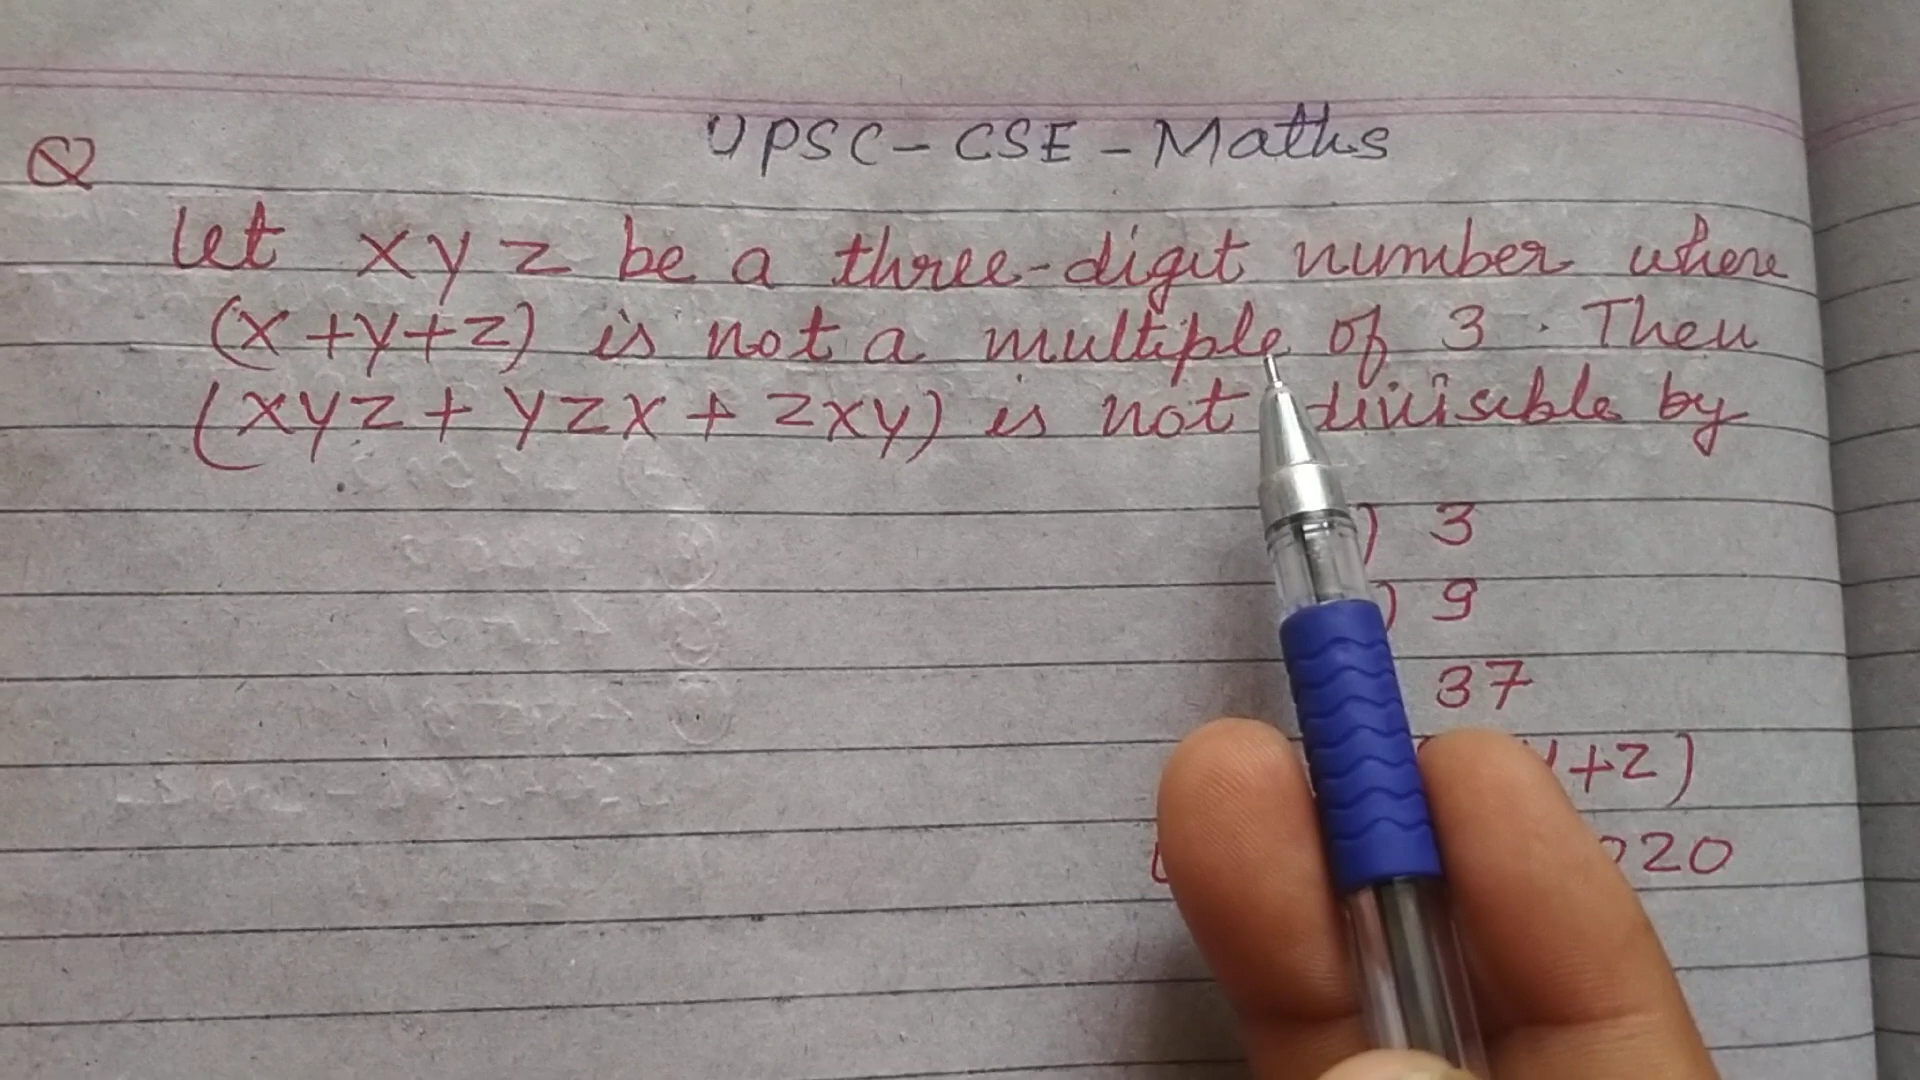 UPSC-CSE-Maths
Q
Let xyz be a three-digit number where
(x+y+z) is not a multiple of 3. Then
(xyz + yzx + zxy) is not divisible by
) 3
) 9
37
y+z)
020